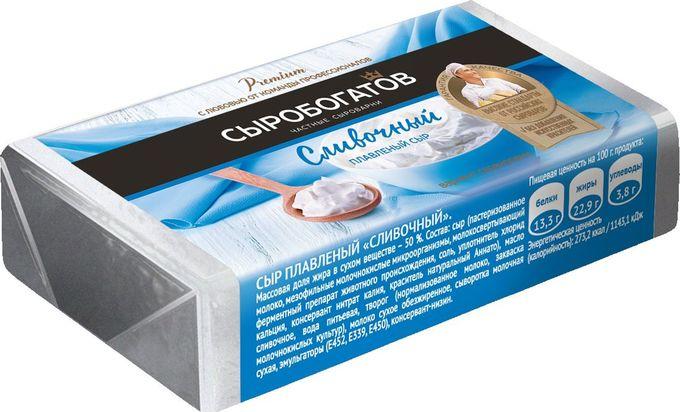 Premium
С ЛЮБОВЬЮ ОТ КОМАНДЫ ПРОФЕССИОНАЛОВ
СЫРОБОГАТОВ
ЧАСТНЫЕ СЫРОВАРНИ
Сливочный
ПЛАВЛЕНЫЙ СЫР
КАЧЕСТВА
Пищевая ценность на 100 г. продукта:
белки
13,3 г
жиры
22,9 г
углеводы
3,8 г
Энергетическая ценность
(калорийность): 273,2 ккал / 1143,1 кДж
СЫР ПЛАВЛЕНЫЙ «СЛИВОЧНЫЙ».
Массовая доля жира в сухом веществе – 50 %. Состав: сыр (пастеризованное
молоко, мезофильные молочнокислые микроорганизмы, молокосвертывающий
ферментный препарат животного происхождения, соль, уплотнитель хлорид
кальция, консервант нитрат калия, краситель натуральный Аннато), масло
сливочное, вода питьевая, творог (нормализованное молоко, закваска
молочнокислых культур), молоко сухое обезжиренное, сыворотка молочная
сухая, эмульгаторы (Е452, Е339, Е450), консервант-низин.